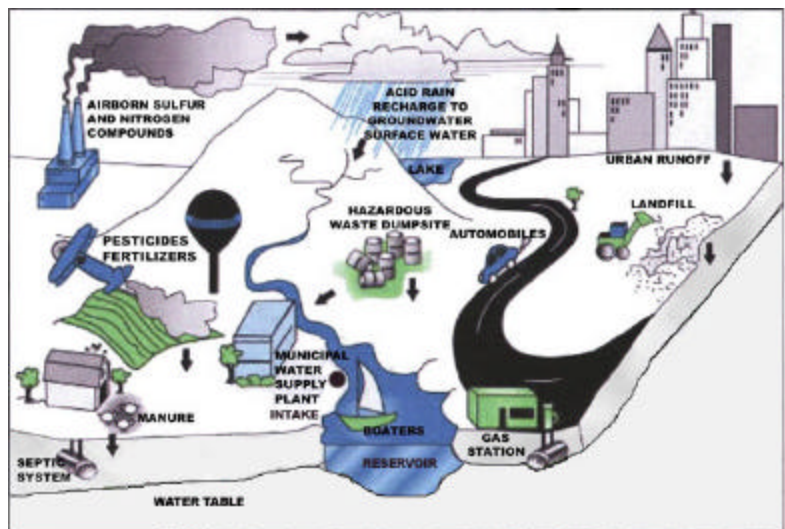 AIRBORN SULFUR
AND NITROGEN
COMPOUNDS
ACID RAIN
RECHARGE TO
GROUNDWATER
SURFACE WATER
LAKE
URBAN RUNOFF
LANDFILL
HAZARDOUS
WASTE DUMPSITE
AUTOMOBILES
PESTICIDES
FERTILIZERS
MUNICIPAL
WATER
SUPPLY
PLANT
INTAKE
MANURE
BOATERS
GAS
STATION
RESERVOIR
SEPTIC
SYSTEM
WATER TABLE